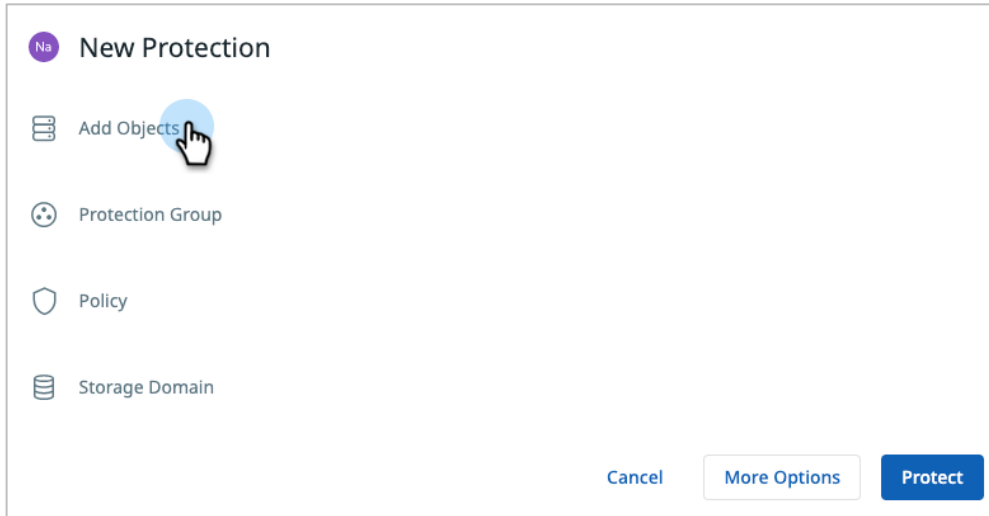 Na New Protection
Add Objects
Protection Group
Policy
Storage Domain
Cancel More Options Protect